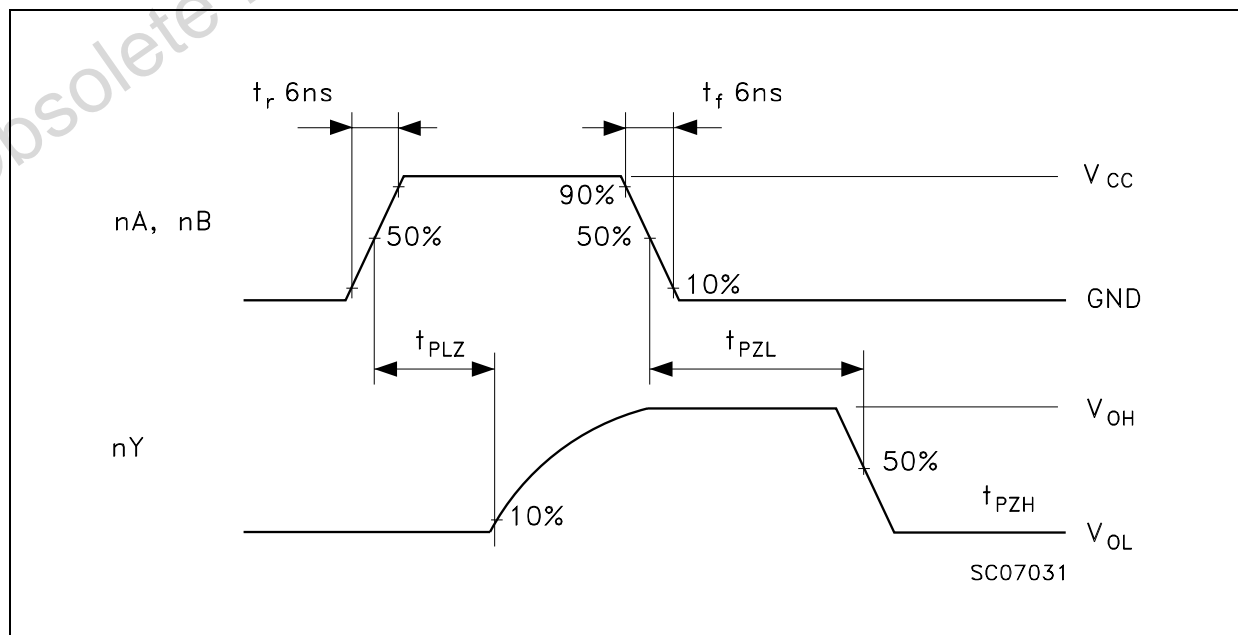 obsolete
t_r 6ns
t_f 6ns
V_CC
90%
nA, nB
50%
50%
10%
GND
t_PLZ
t_PZL
V_OH
nY
50%
t_PZH
10%
V_OL
SC07031